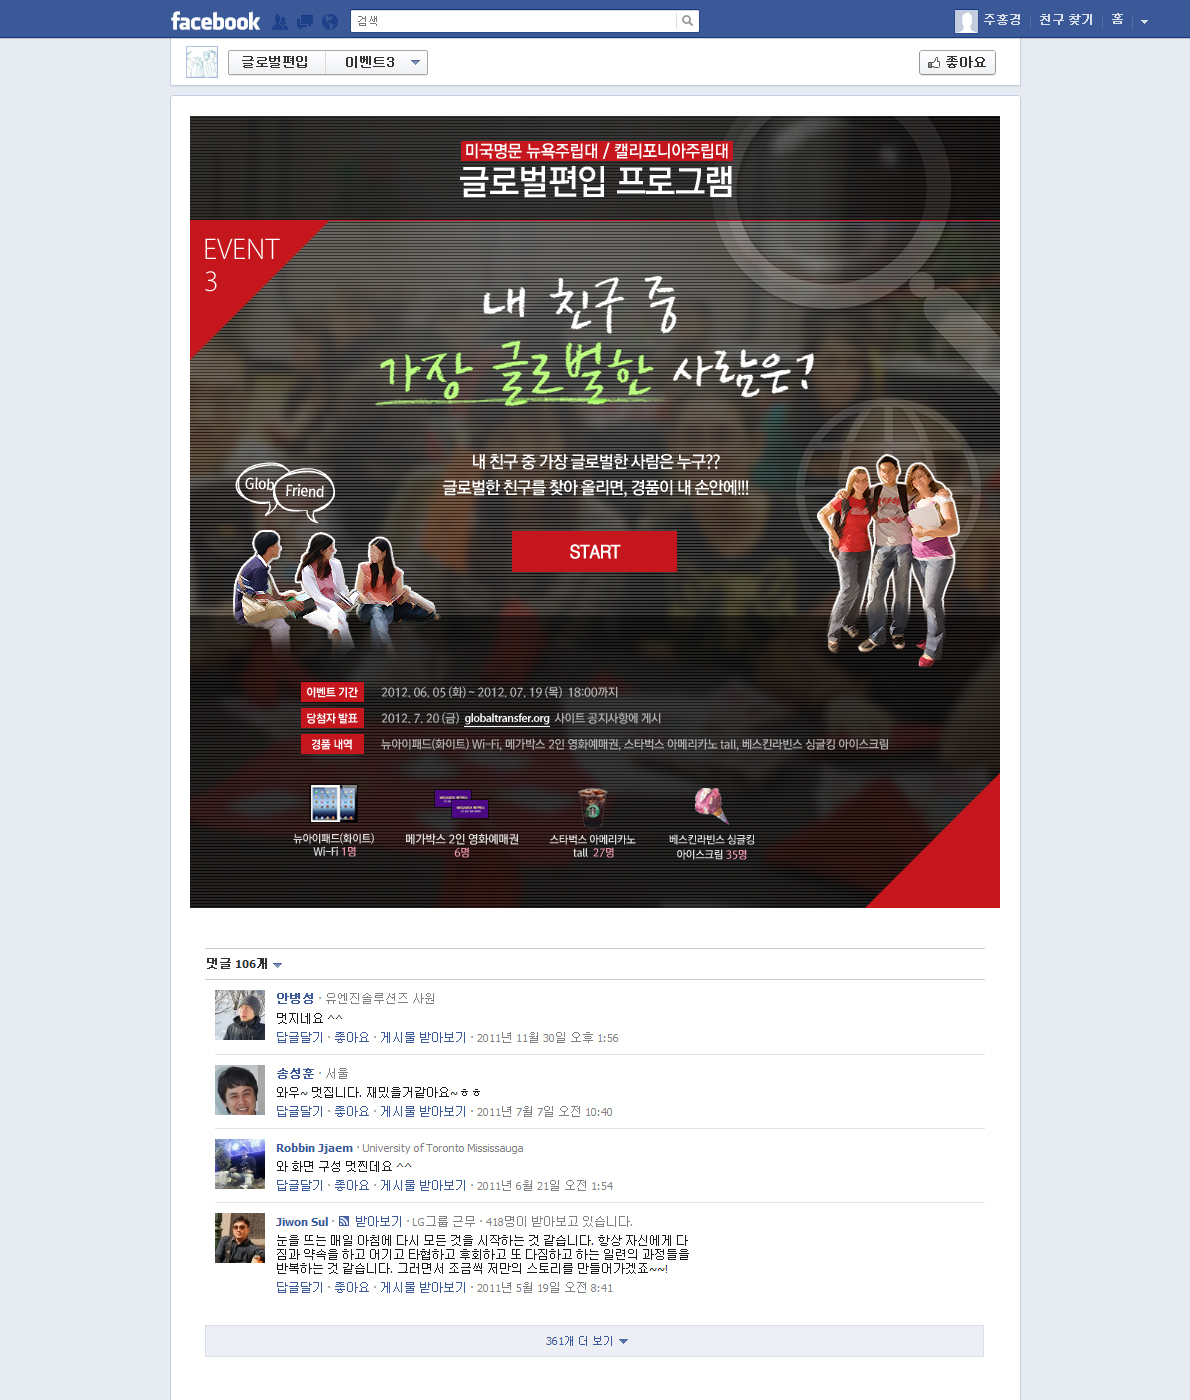 facebook
검색
주홍경 친구 찾기 홈
글로벌편입 이벤트3
좋아요
미국명문 뉴욕주립대 / 캘리포니아주립대
글로벌편입 프로그램
EVENT
3
내 친구 중
가장 글로벌한 사람은?
내 친구 중 가장 글로벌한 사람은 누구??
글로벌한 친구를 찾아 올리면, 경품이 내 손안에!!!
Glob
Friend
START
이벤트 기간 2012. 06. 05 (화) ~ 2012. 07. 19 (목) 18:00까지
당첨자 발표 2012. 7. 20 (금) globaltransfer.org 사이트 공지사항에 게시
경품 내역 뉴아이패드(화이트) Wi-Fi, 메가박스 2인 영화예매권, 스타벅스 아메리카노 tall, 베스킨라빈스 싱글킹 아이스크림
뉴아이패드(화이트)
Wi-Fi 1명
메가박스 2인 영화예매권
6명
스타벅스 아메리카노
tall 27명
베스킨라빈스 싱글킹
아이스크림 35명
댓글 106개
안병성 · 유엔진솔루션즈 사원
멋지네요 ^^
답글달기 · 좋아요 · 게시물 받아보기 · 2011년 11월 30일 오후 1:56
송성훈 · 서울
와우~ 멋집니다. 재밌을거같아요~ㅎㅎ
답글달기 · 좋아요 · 게시물 받아보기 · 2011년 7월 7일 오전 10:40
Robbin Jjaem · University of Toronto Mississauga
와 화면 구성 멋찐데요 ^^
답글달기 · 좋아요 · 게시물 받아보기 · 2011년 6월 21일 오전 1:54
Jiwon Sul · 받아보기 · LG그룹 근무 · 418명이 받아보고 있습니다.
눈을 뜨는 매일 아침에 다시 모든 것을 시작하는 것 같습니다. 항상 자신에게 다
짐과 약속을 하고 어기고 타협하고 후회하고 또 다짐하고 하는 일련의 과정들을
반복하는 것 같습니다. 그러면서 조금씩 저만의 스토리를 만들어가겠죠~~!
답글달기 · 좋아요 · 게시물 받아보기 · 2011년 5월 19일 오전 8:41
361개 더 보기